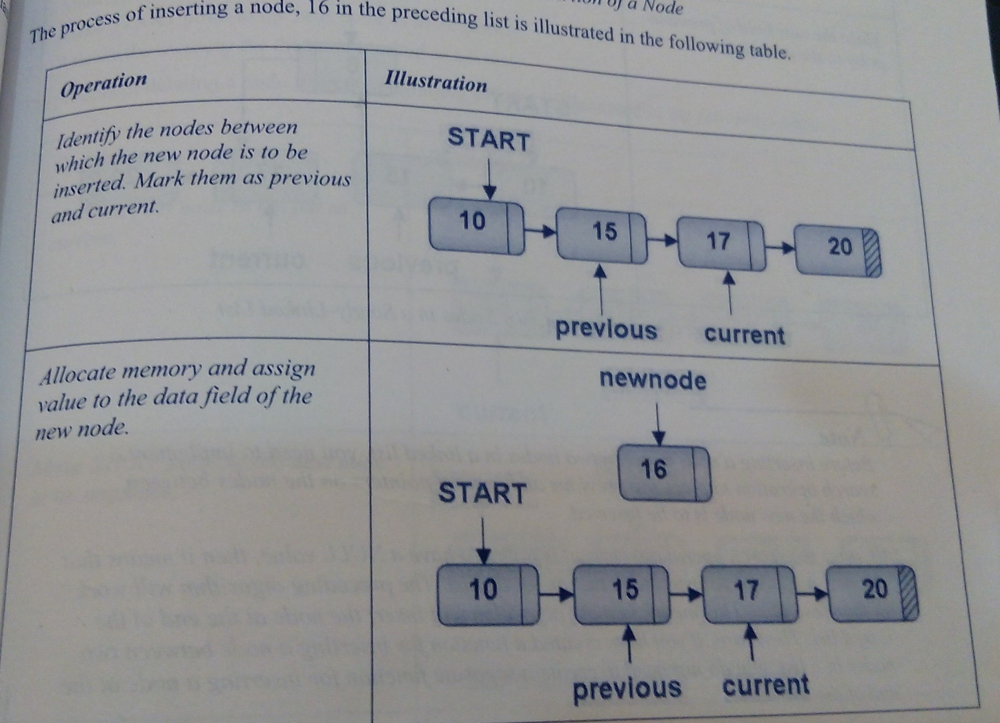 of a Node
The process of inserting a node, 16 in the preceding list is illustrated in the following table.
Operation
Illustration
Identify the nodes between
which the new node is to be
inserted. Mark them as previous
and current.
START
10
15
17
20
previous
current
Allocate memory and assign
value to the data field of the
new node.
newnode
16
START
10
15
17
20
previous
current